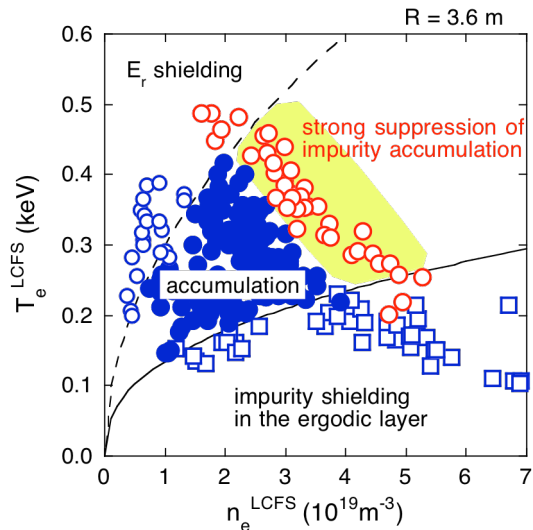 R = 3.6 m
0.6
E_r shielding
0.5
strong suppression of
impurity accumulation
0.4
T_e^LCFS (keV)
0.3
accumulation
0.2
impurity shielding
in the ergodic layer
0.1
0.0
0 1 2 3 4 5 6 7
n_e^LCFS (10^19 m^-3)